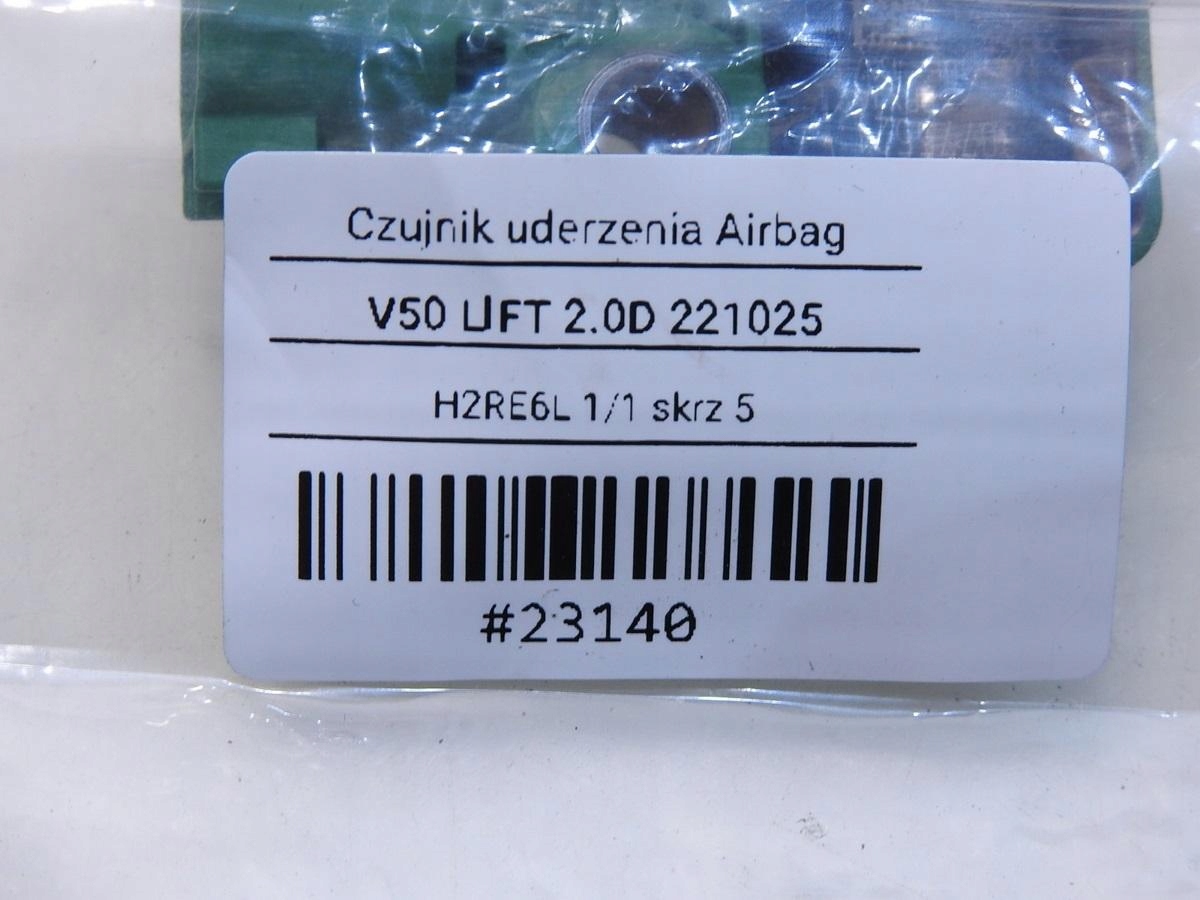 Czujnik uderzenia Airbag
V50 LIFT 2.0D 221025
H2RE6L 1/1 skrz 5
#23140